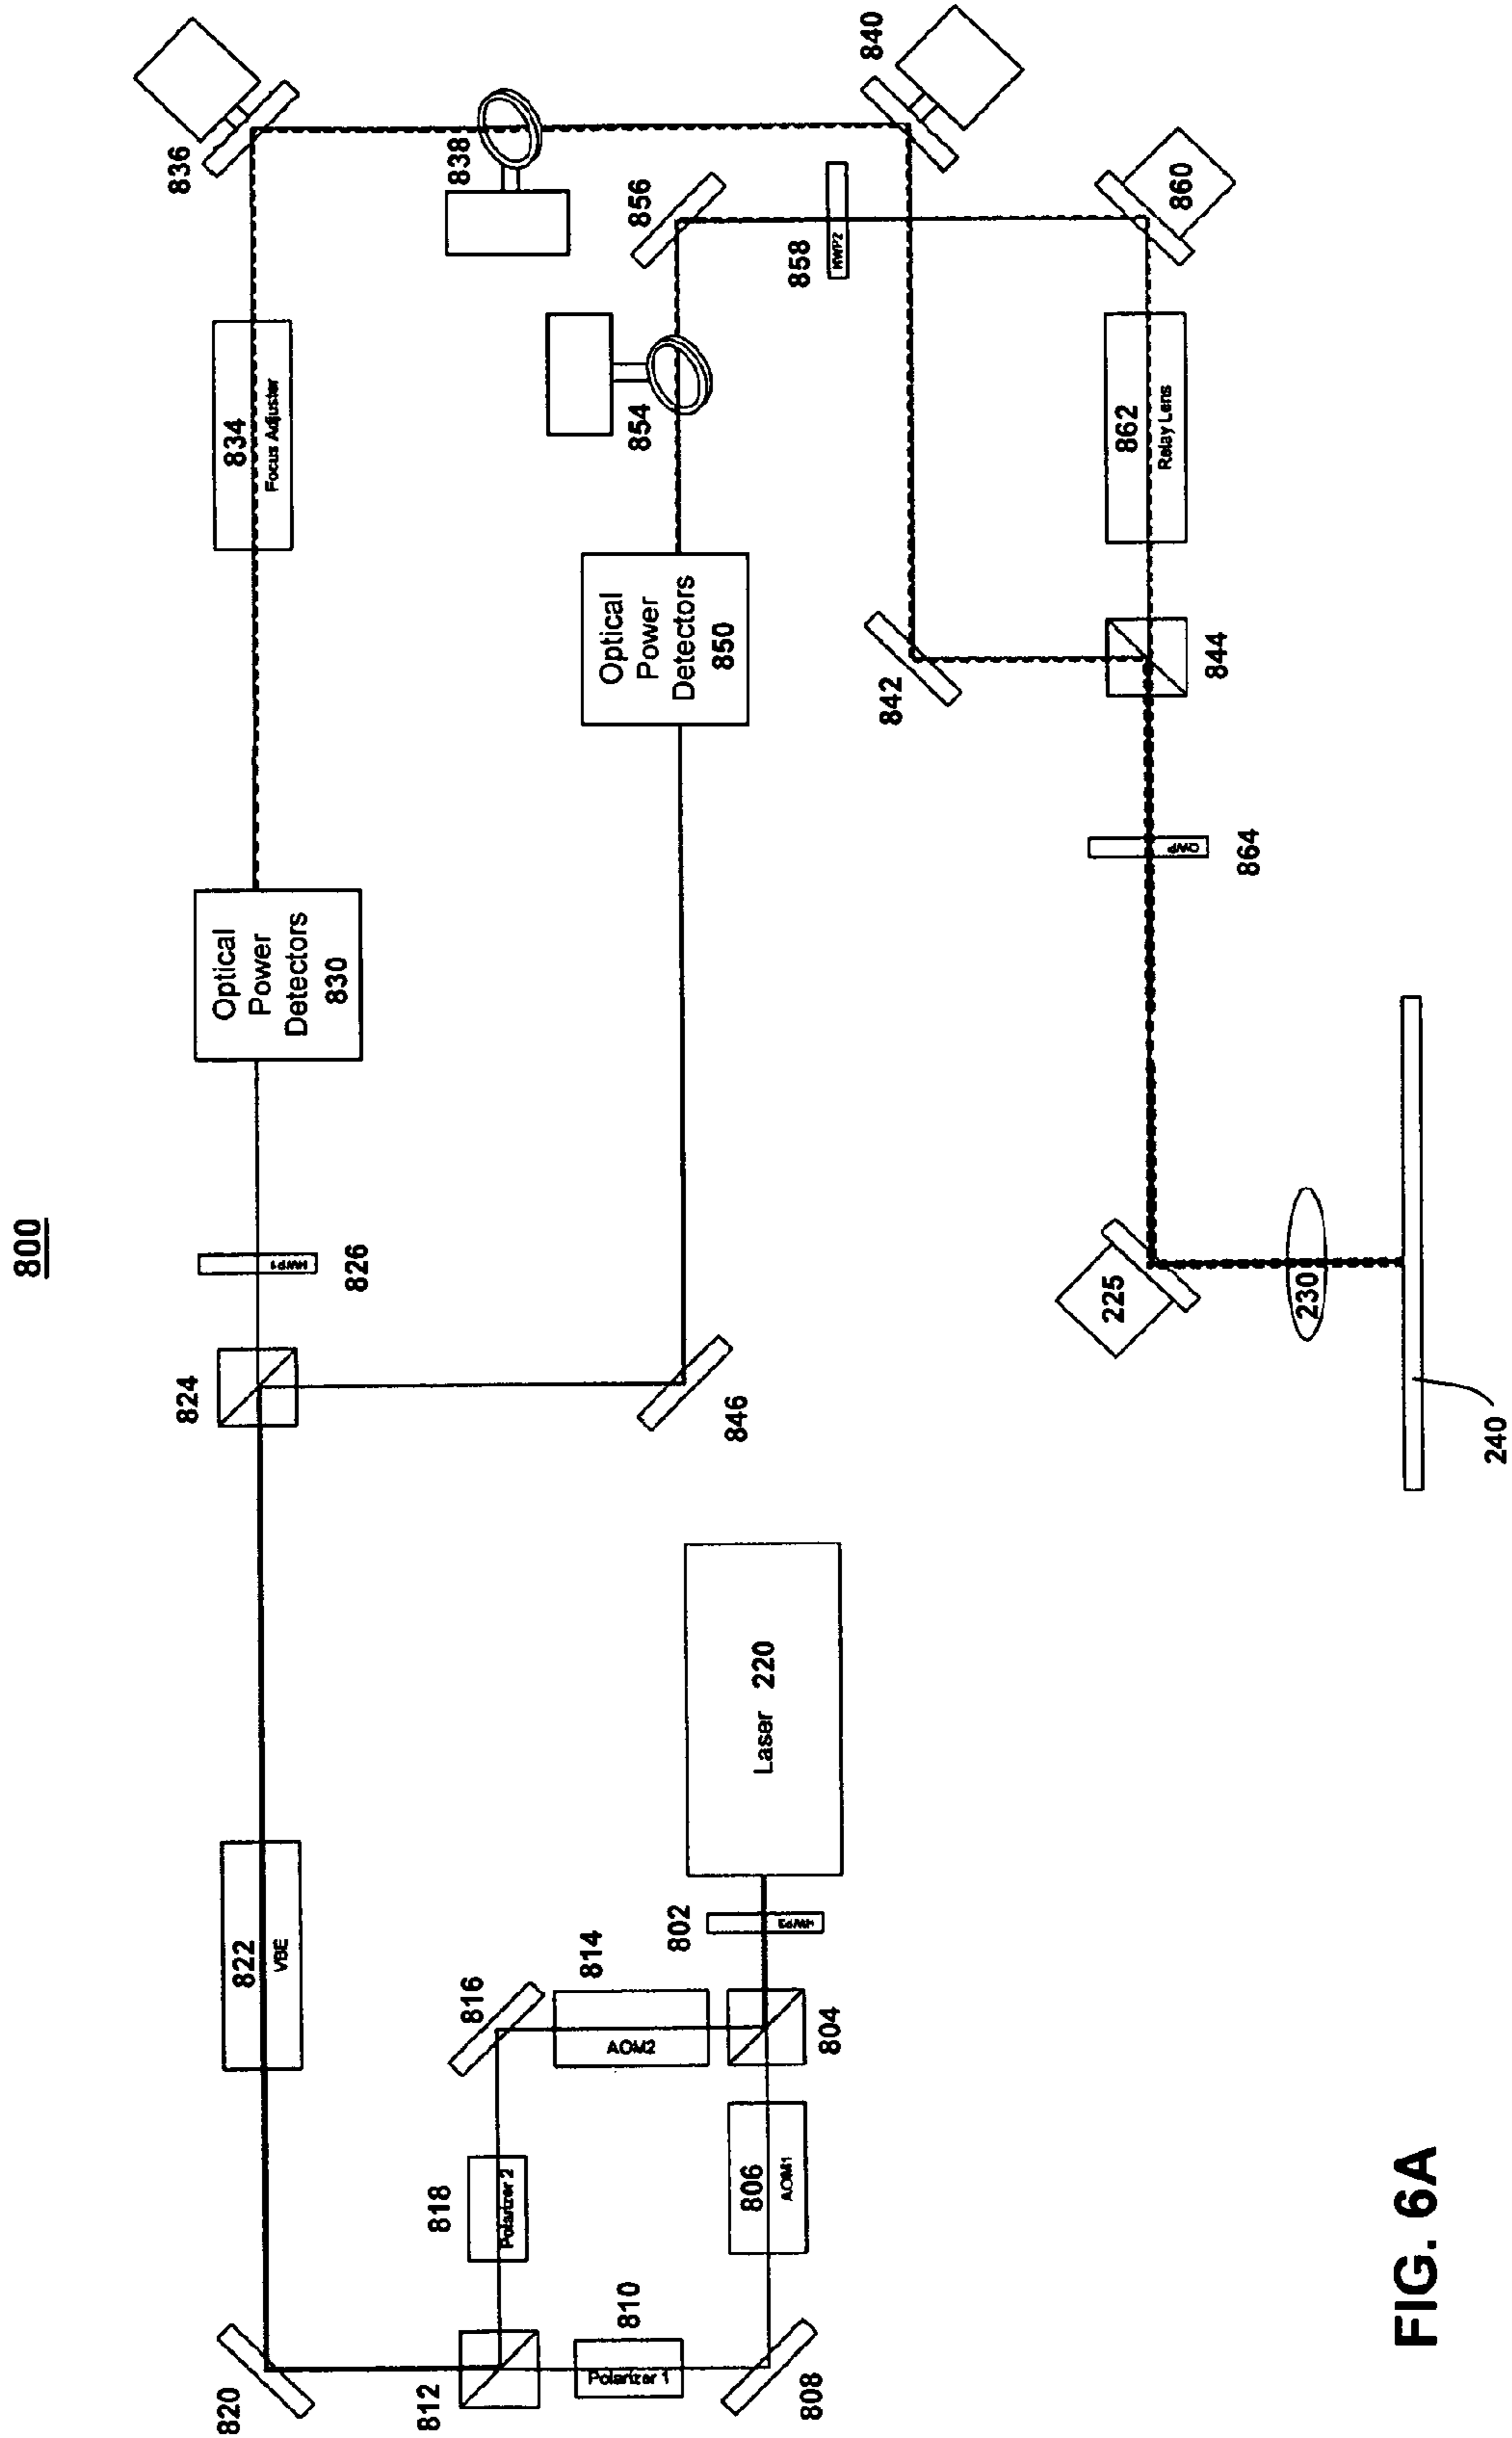 800
836
838
840
834
Focus Adjuster
856
858
HWP2
860
854
862
Relay Lens
Optical
Power
Detectors
850
842
844
Optical
Power
Detectors
830
864
QWP
824
HWP1
826
846
225
230
240
822
VBE
Laser 220
802
HWP3
814
AOM2
816
804
818
Polarizer 2
806
AOM1
810
Polarizer 1
820
812
808
FIG. 6A